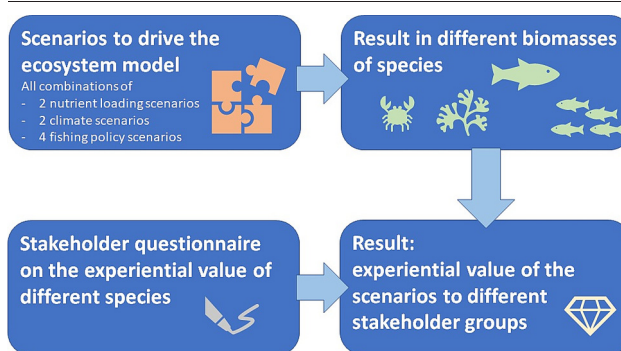 Scenarios to drive the
ecosystem model
All combinations of
- 2 nutrient loading scenarios
- 2 climate scenarios
- 4 fishing policy scenarios
Result in different biomasses
of species
Stakeholder questionnaire
on the experiential value of
different species
Result:
experiential value of the
scenarios to different
stakeholder groups